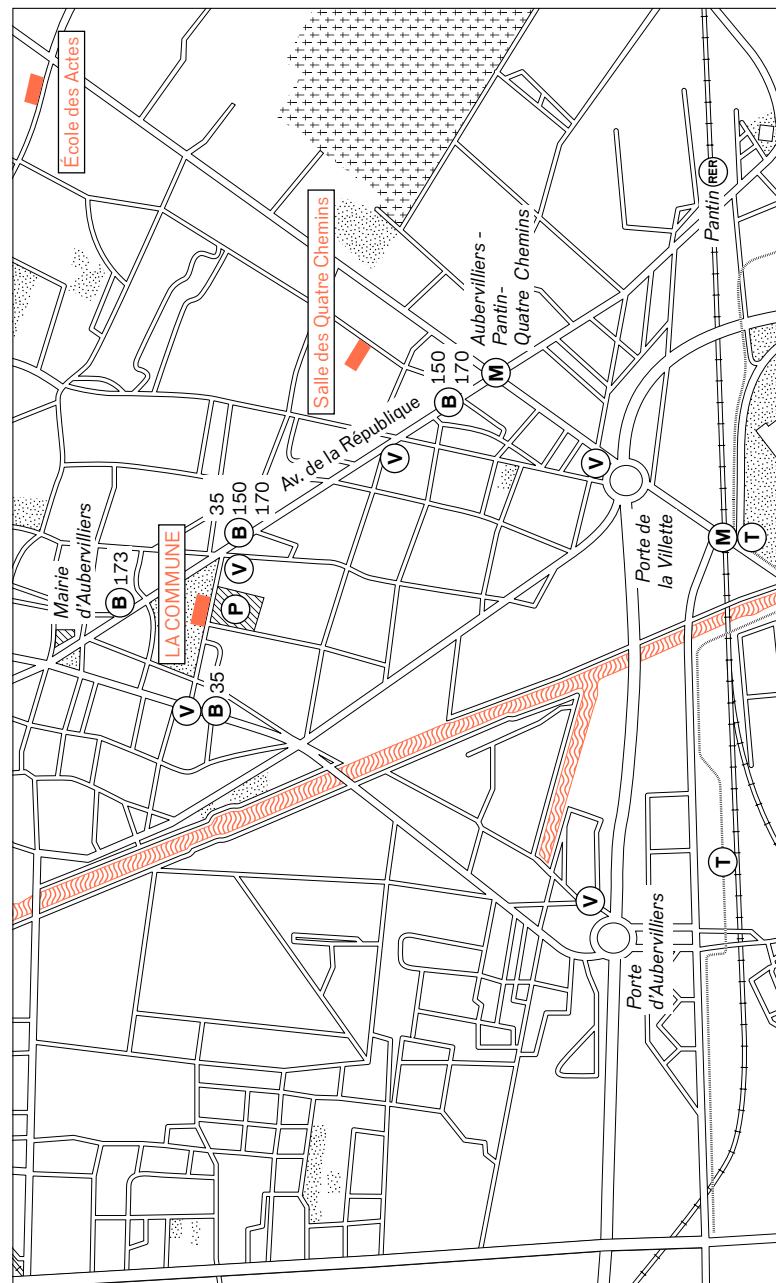 École des Actes
Salle des Quatre Chemins
Mairie
d'Aubervilliers
B
173
LA COMMUNE
35
B
150
170
V
P
V
B
35
Av. de la République
V
B
150
170
M
Aubervilliers -
Pantin-
Quatre Chemins
V
Porte de
la Villette
M
T
Pantin
RER
V
Porte
d'Aubervilliers
T